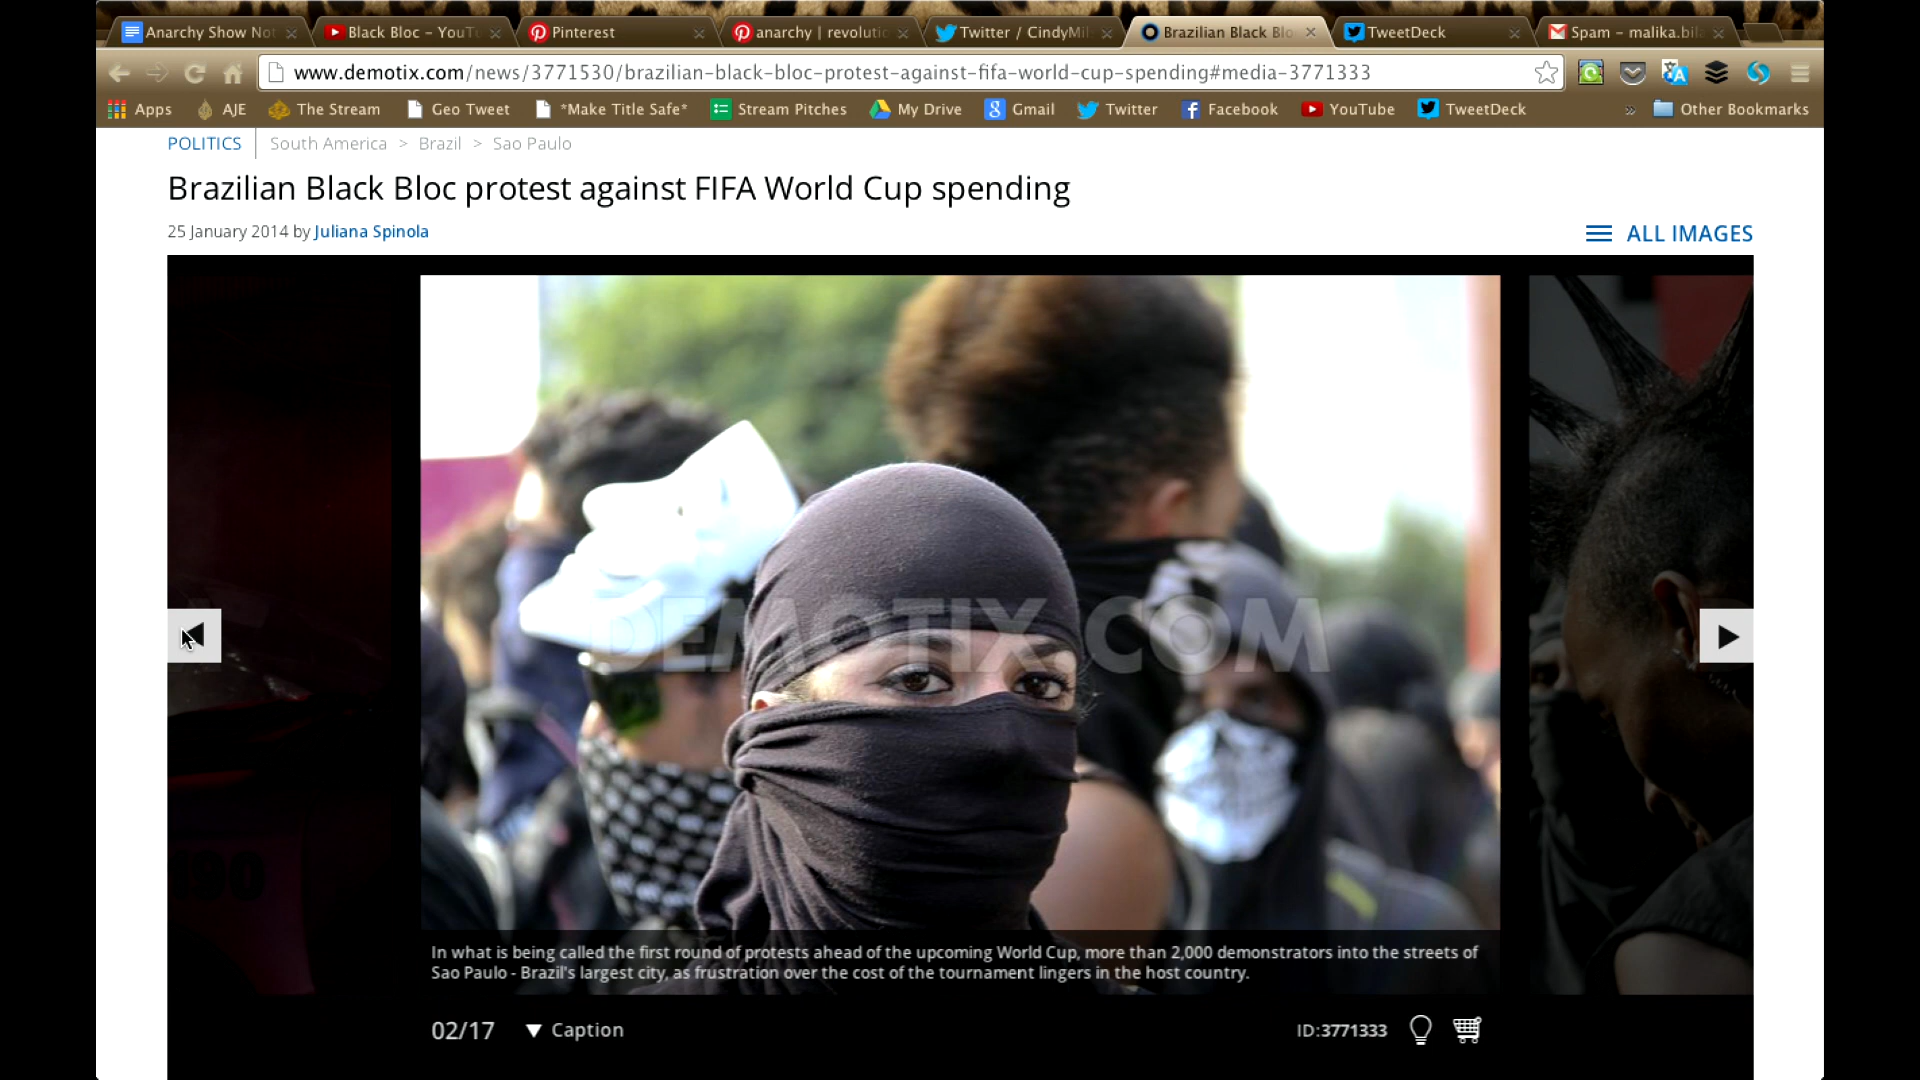 Anarchy Show Not
Black Bloc – YouT
Pinterest
anarchy | revolutio
Twitter / CindyMil
Brazilian Black Blo
TweetDeck
Spam – malika.bila
www.demotix.com/news/3771530/brazilian-black-bloc-protest-against-fifa-world-cup-spending#media-3771333
Apps AJE The Stream Geo Tweet *Make Title Safe* Stream Pitches My Drive Gmail Twitter Facebook YouTube TweetDeck » Other Bookmarks
POLITICS South America > Brazil > Sao Paulo
Brazilian Black Bloc protest against FIFA World Cup spending
25 January 2014 by Juliana Spinola
ALL IMAGES
DEMOTIX.COM
190
In what is being called the first round of protests ahead of the upcoming World Cup, more than 2,000 demonstrators into the streets of
Sao Paulo - Brazil's largest city, as frustration over the cost of the tournament lingers in the host country.
02/17 Caption ID:3771333